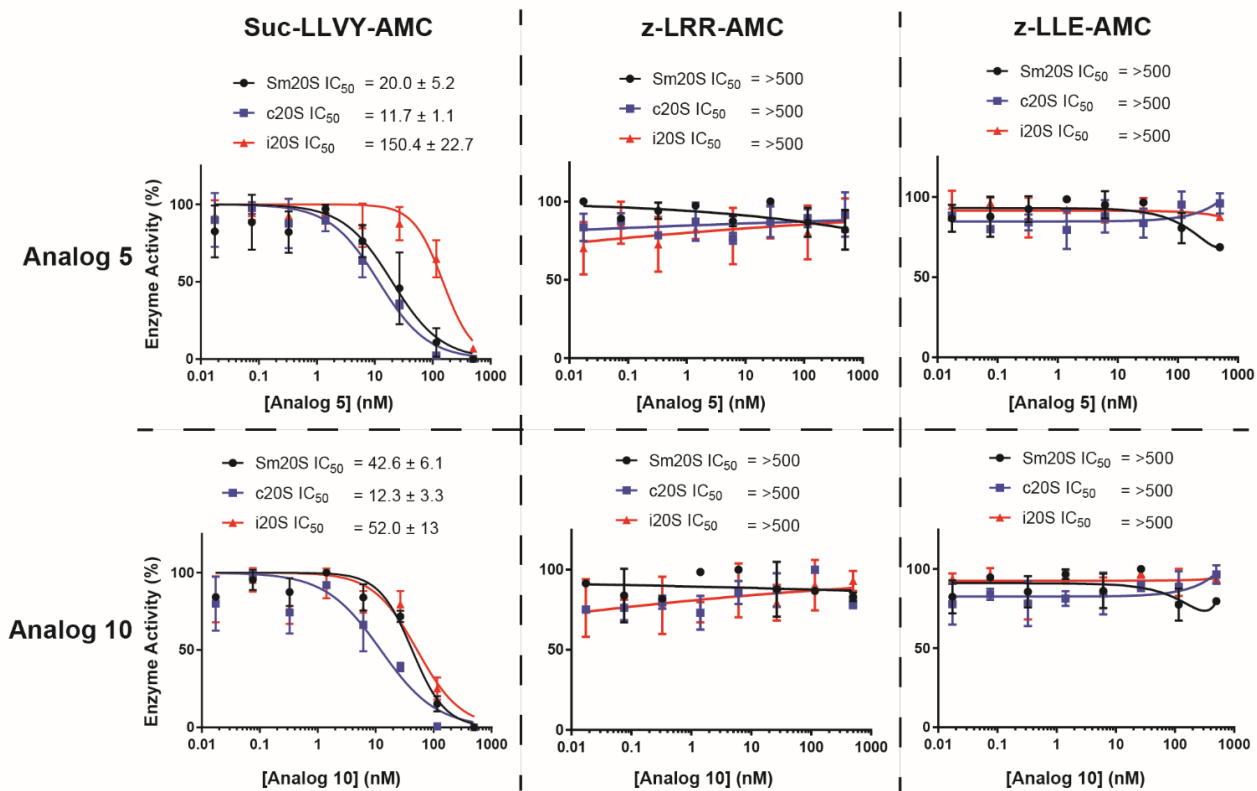 Suc-LLVY-AMC
z-LRR-AMC
z-LLE-AMC
Analog 5
Sm20S IC50 = 20.0 ± 5.2
c20S IC50 = 11.7 ± 1.1
i20S IC50 = 150.4 ± 22.7
Enzyme Activity (%)
100
50
0
0.01 0.1 1 10 100 1000
[Analog 5] (nM)
Sm20S IC50 = >500
c20S IC50 = >500
i20S IC50 = >500
100
50
0
0.01 0.1 1 10 100 1000
[Analog 5] (nM)
Sm20S IC50 = >500
c20S IC50 = >500
i20S IC50 = >500
100
50
0
0.01 0.1 1 10 100 1000
[Analog 5] (nM)
Analog 10
Sm20S IC50 = 42.6 ± 6.1
c20S IC50 = 12.3 ± 3.3
i20S IC50 = 52.0 ± 13
Enzyme Activity (%)
100
50
0
0.01 0.1 1 10 100 1000
[Analog 10] (nM)
Sm20S IC50 = >500
c20S IC50 = >500
i20S IC50 = >500
100
50
0
0.01 0.1 1 10 100 1000
[Analog 10] (nM)
Sm20S IC50 = >500
c20S IC50 = >500
i20S IC50 = >500
100
50
0
0.01 0.1 1 10 100 1000
[Analog 10] (nM)